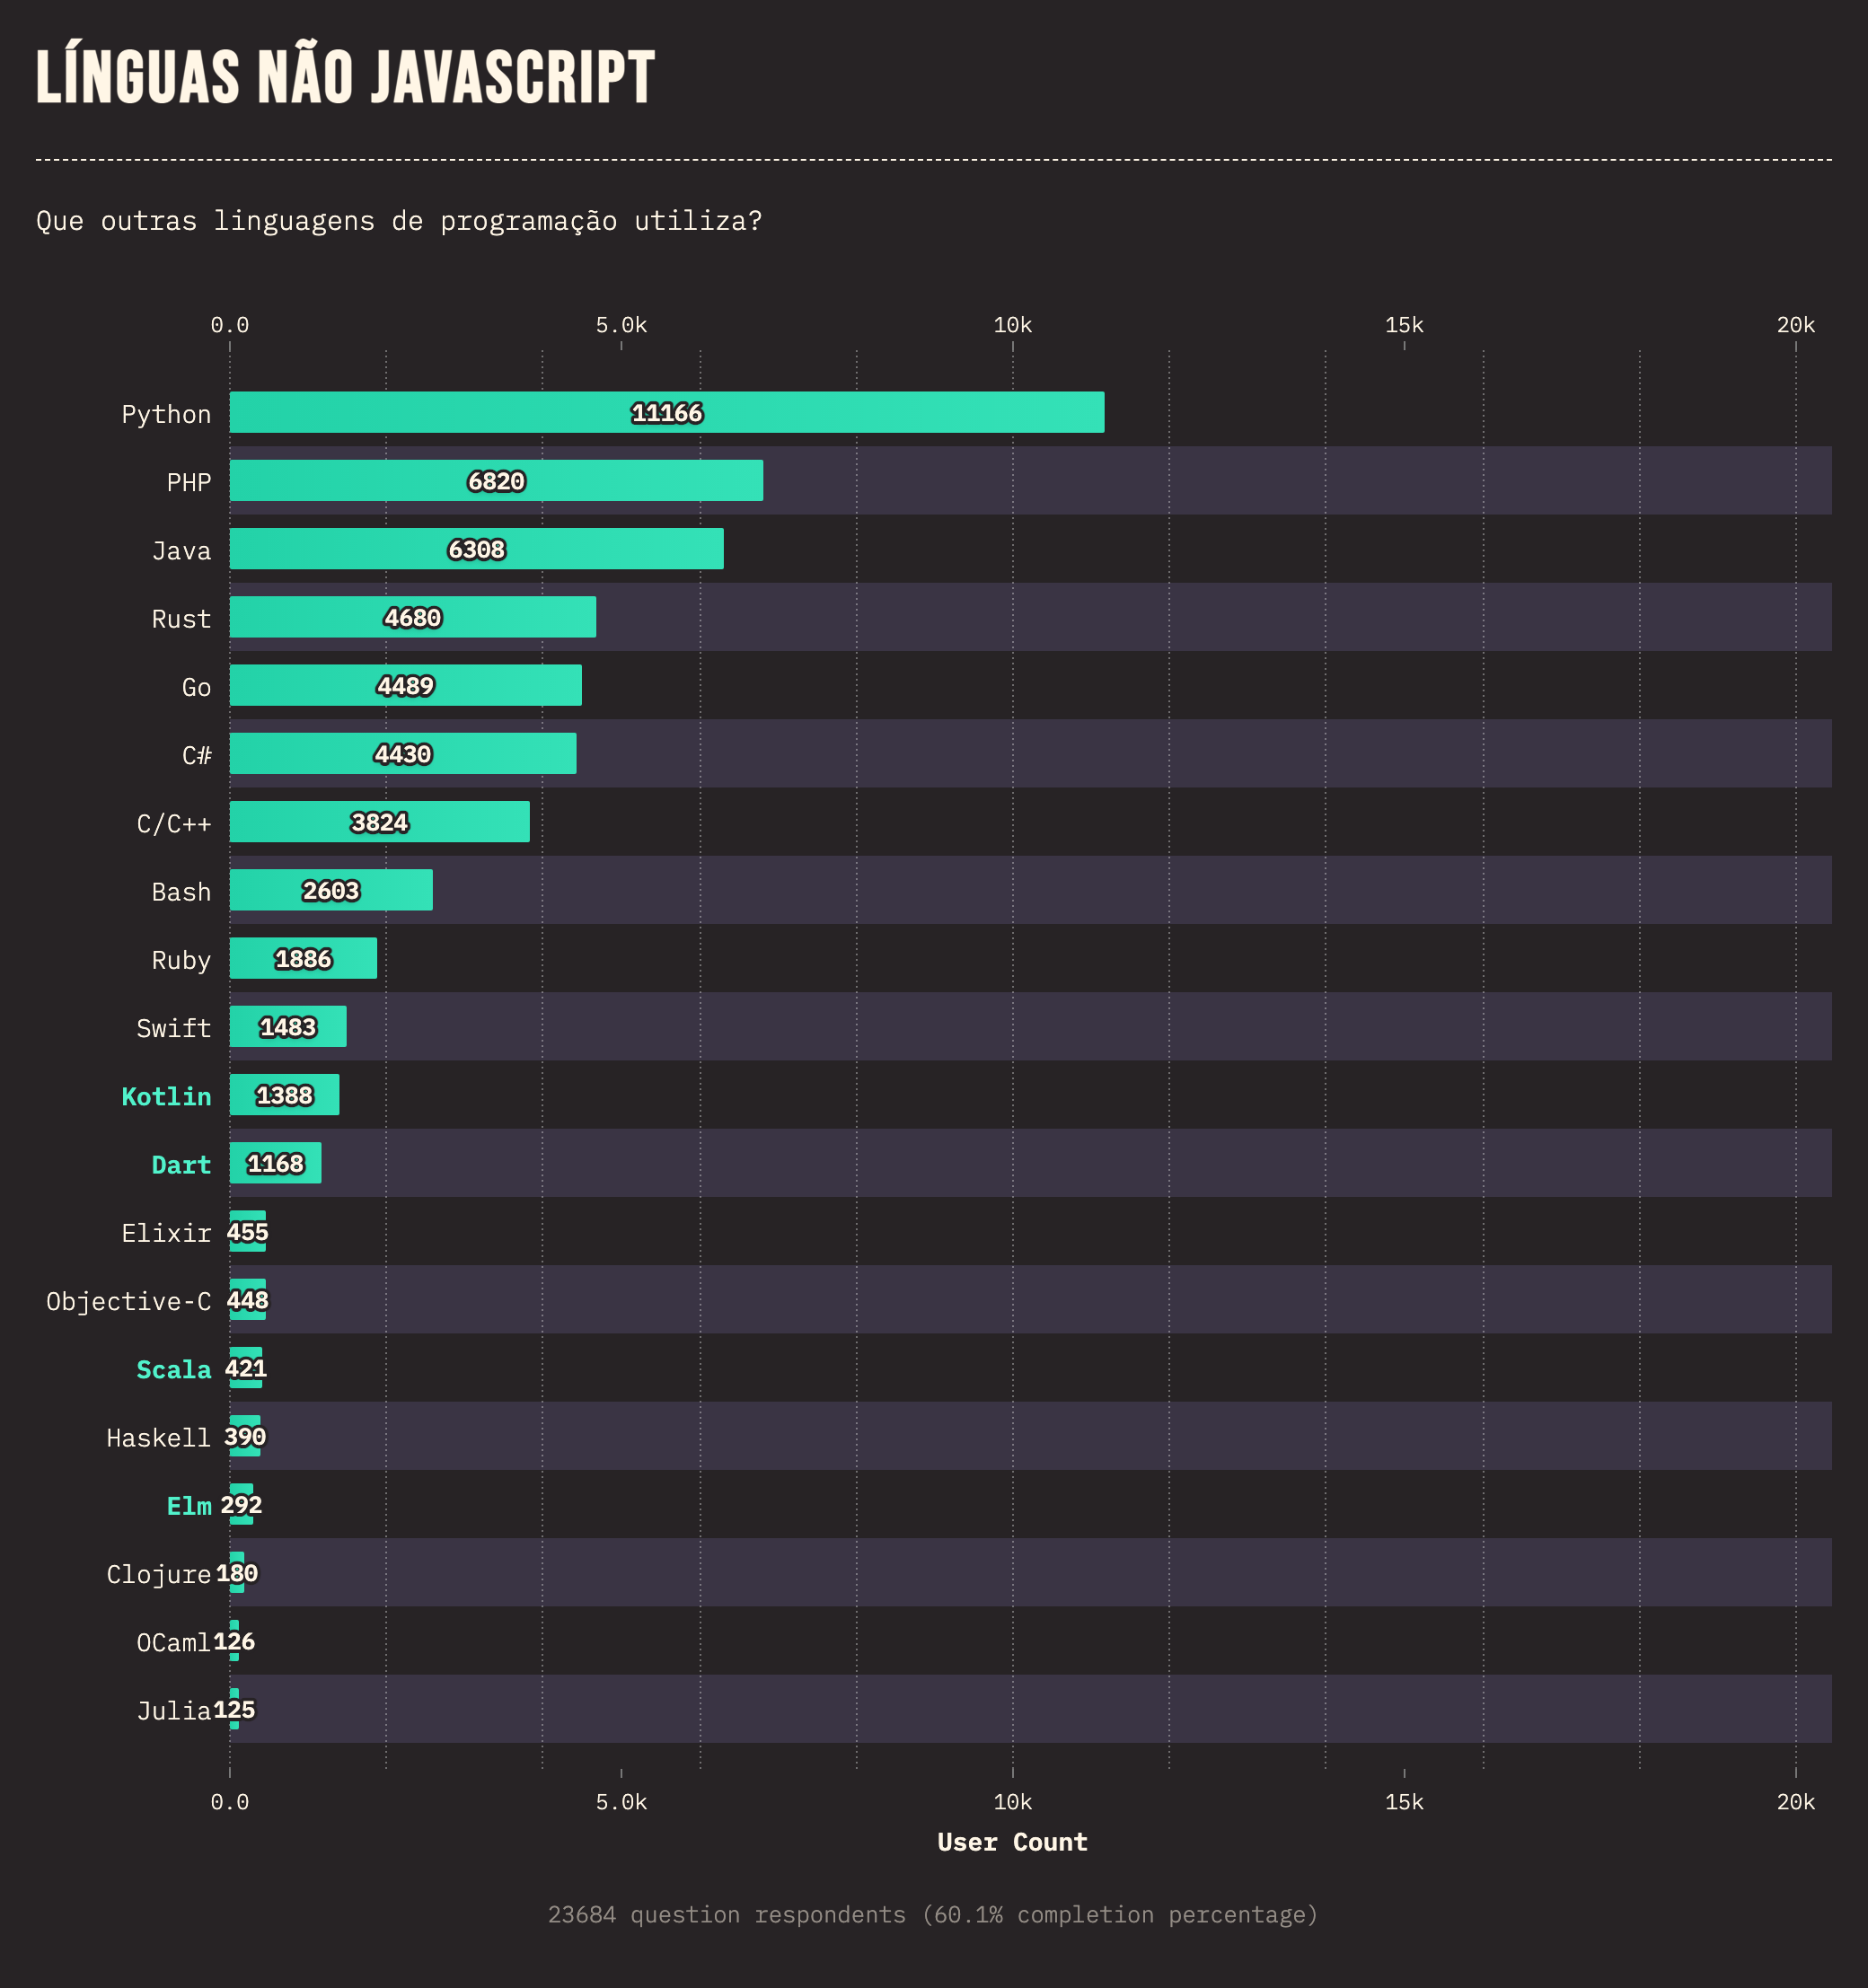 LÍNGUAS NÃO JAVASCRIPT
Que outras linguagens de programação utiliza?
0.0 5.0k 10k 15k 20k
Python 11166
PHP 6820
Java 6308
Rust 4680
Go 4489
C# 4430
C/C++ 3824
Bash 2603
Ruby 1886
Swift 1483
Kotlin 1388
Dart 1168
Elixir 455
Objective-C 448
Scala 421
Haskell 390
Elm 292
Clojure 180
OCaml 126
Julia 125
0.0 5.0k 10k 15k 20k
User Count
23684 question respondents (60.1% completion percentage)